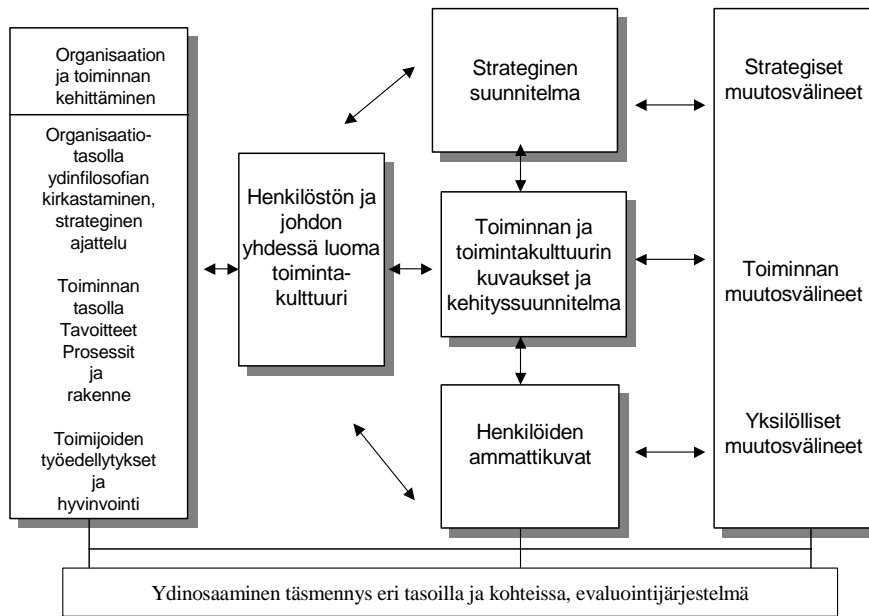 Organisaation
ja toiminnan
kehittäminen
Organisaatio-
tasolla
ydinfilosofian
kirkastaminen,
strateginen
ajattelu
Toiminnan
tasolla
Tavoitteet
Prosessit
ja
rakenne
Toimijoiden
työedellytykset
ja
hyvinvointi
Henkilöstön ja
johdon
yhdessä luoma
toiminta-
kulttuuri
Strateginen
suunnitelma
Toiminnan ja
toimintakulttuurin
kuvaukset ja
kehityssuunnitelma
Henkilöiden
ammattikuvat
Strategiset
muutosvälineet
Toiminnan
muutosvälineet
Yksilölliset
muutosvälineet
Ydinosaaminen täsmennys eri tasoilla ja kohteissa, evaluointijärjestelmä